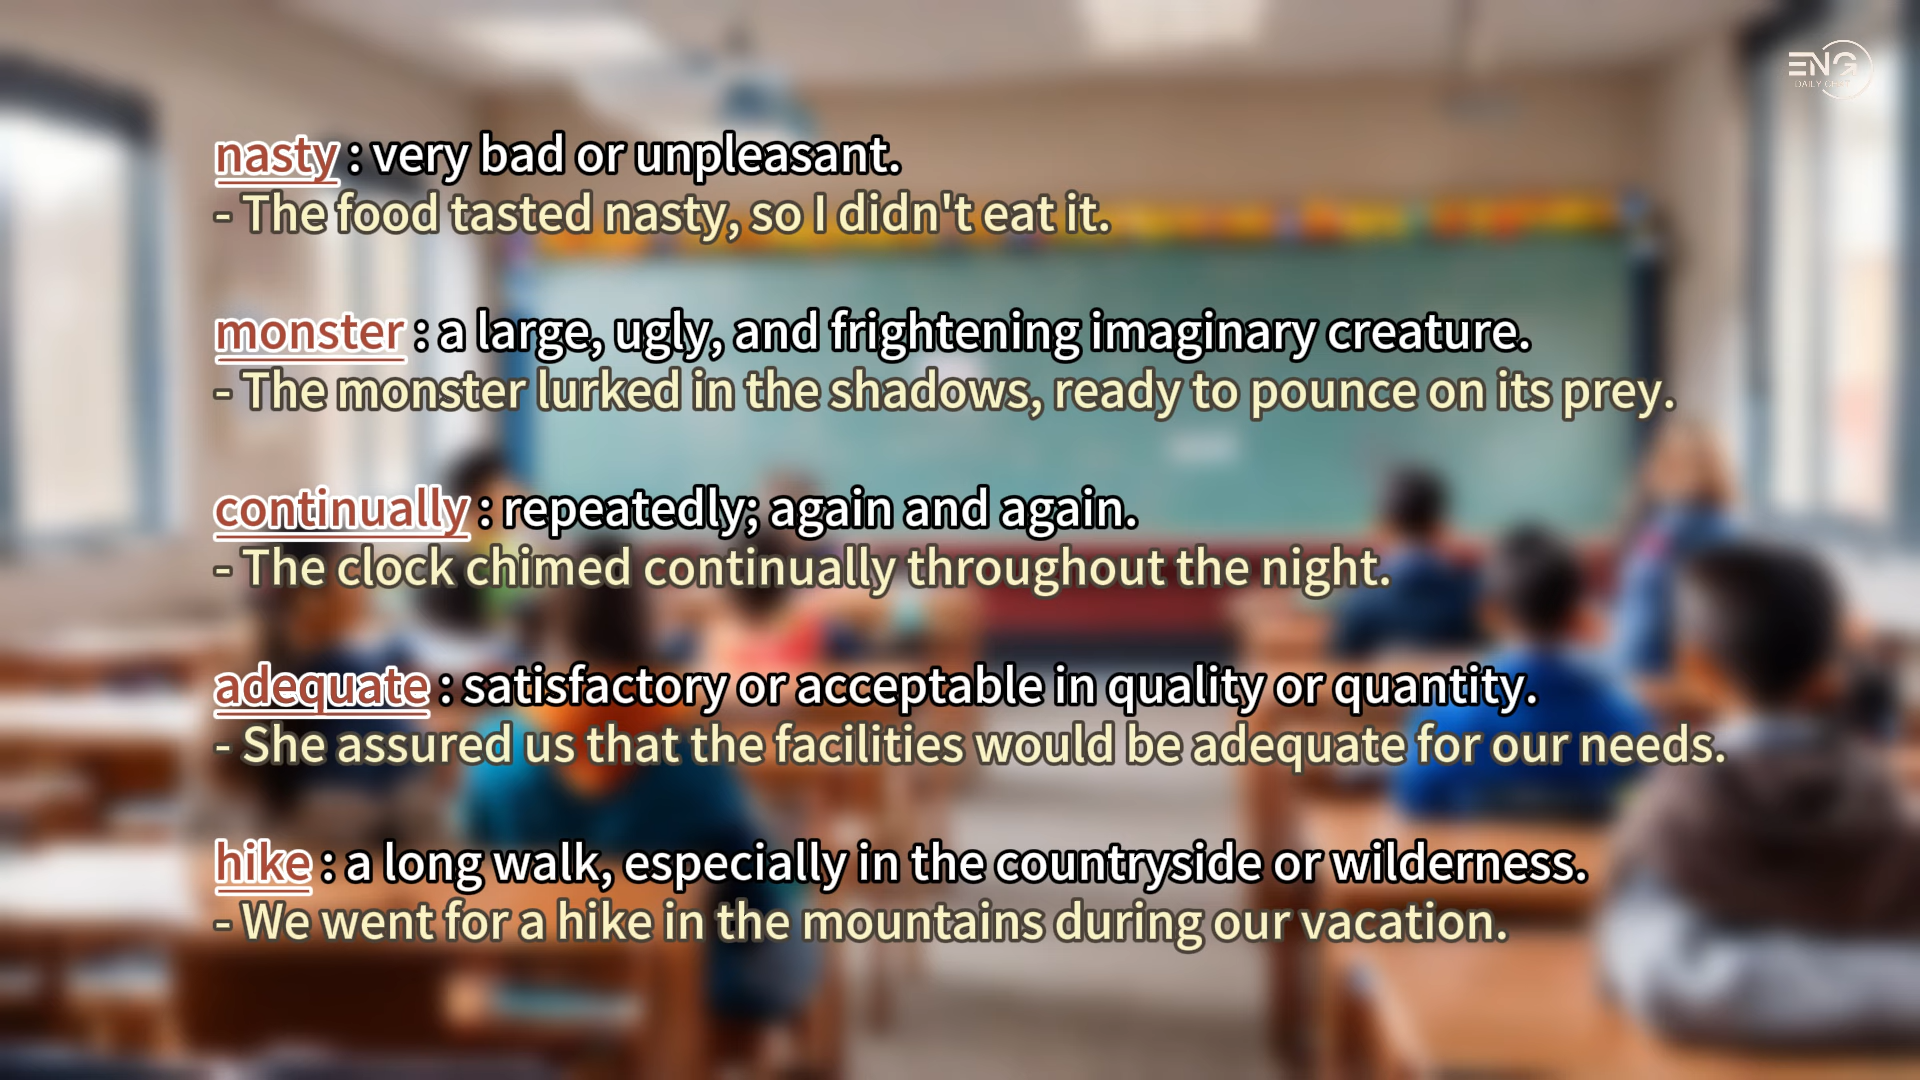 ENG
DAILY
nasty : very bad or unpleasant.
- The food tasted nasty, so I didn't eat it.
monster : a large, ugly, and frightening imaginary creature.
- The monster lurked in the shadows, ready to pounce on its prey.
continually : repeatedly; again and again.
- The clock chimed continually throughout the night.
adequate : satisfactory or acceptable in quality or quantity.
- She assured us that the facilities would be adequate for our needs.
hike : a long walk, especially in the countryside or wilderness.
- We went for a hike in the mountains during our vacation.